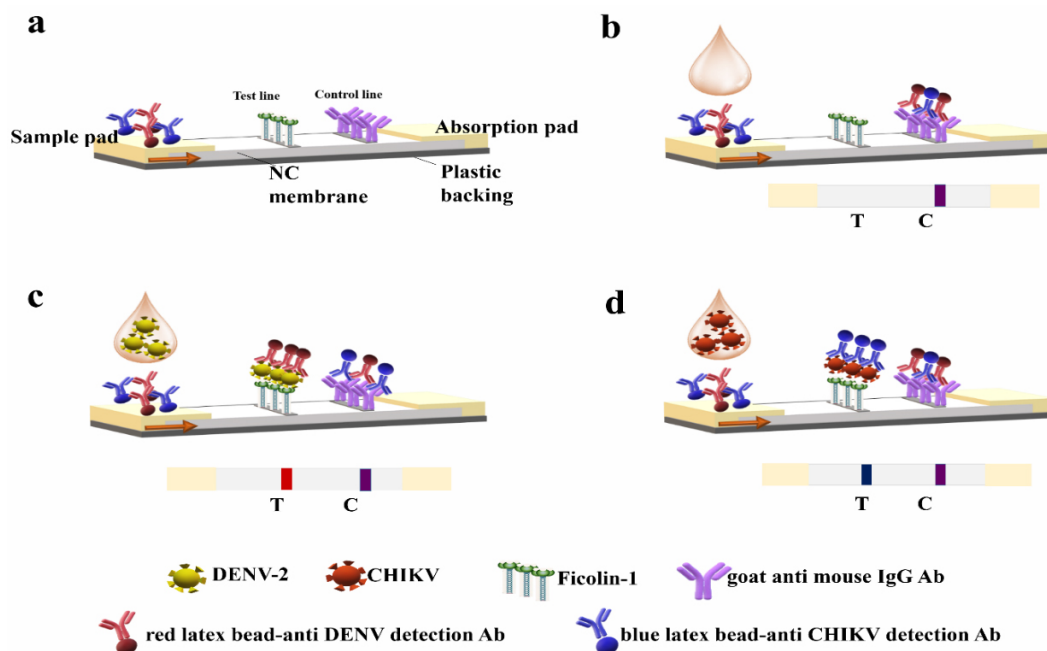 a
Test line
Control line
Sample pad
Absorption pad
NC
membrane
Plastic
backing
b
T C
c
T C
d
T C
DENV-2
CHIKV
Ficolin-1
goat anti mouse IgG Ab
red latex bead-anti DENV detection Ab
blue latex bead-anti CHIKV detection Ab